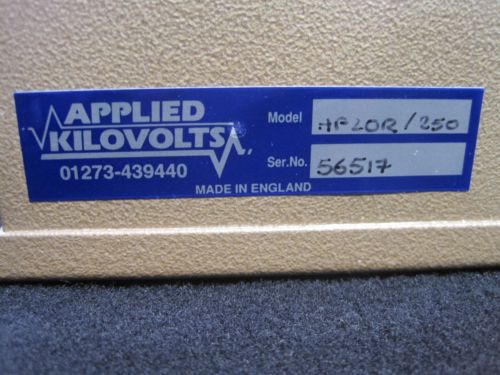 APPLIED
KILOVOLTS
01273-439440
Model HP20R/250
Ser.No. 56517
MADE IN ENGLAND